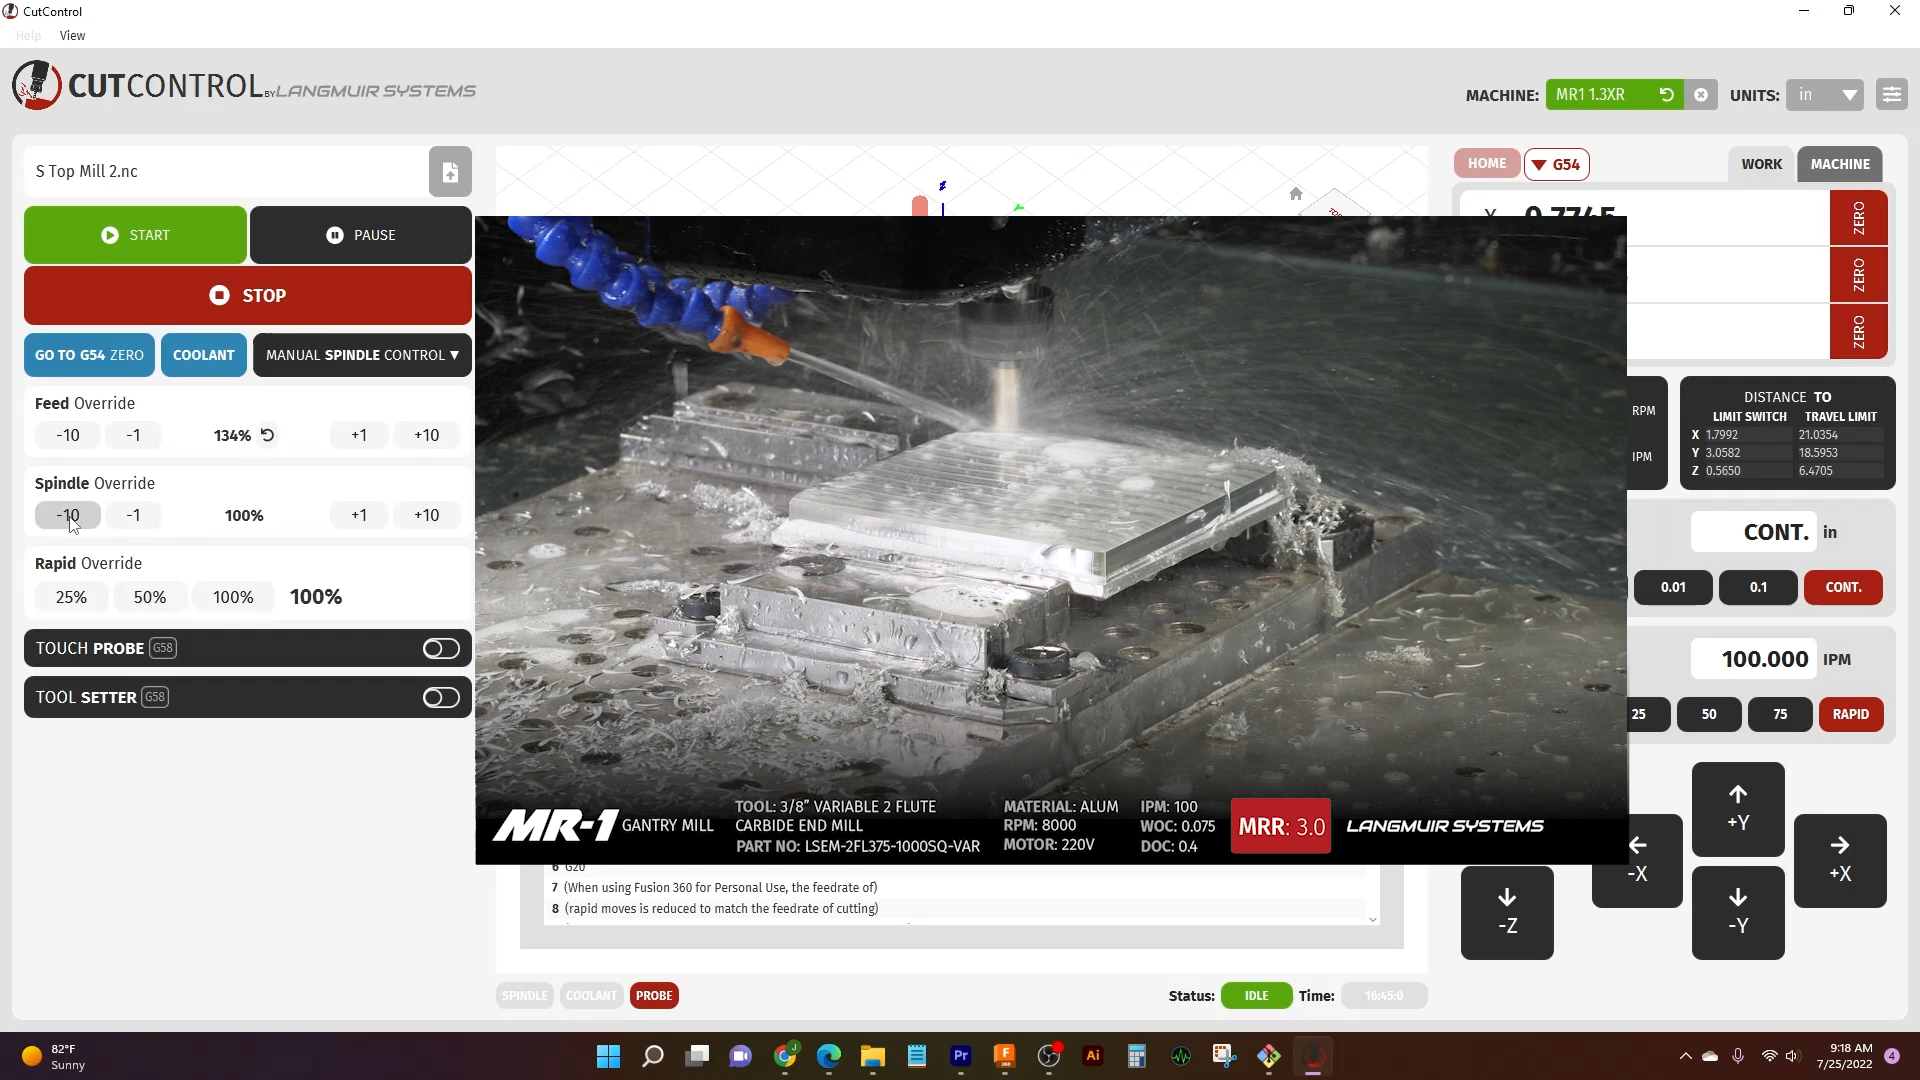 CutControl
Help View
CUTCONTROL BY LANGMUIR SYSTEMS
MACHINE: MR1 1.3XR UNITS: in
S Top Mill 2.nc
START PAUSE
STOP
GO TO G54 ZERO COOLANT MANUAL SPINDLE CONTROL ▼
Feed Override
-10 -1 134% +1 +10
Spindle Override
-10 -1 100% +1 +10
Rapid Override
25% 50% 100% 100%
TOUCH PROBE G58
TOOL SETTER G58
HOME ▼ G54 WORK MACHINE
ZERO
ZERO
ZERO
RPM
IPM
DISTANCE TO
LIMIT SWITCH TRAVEL LIMIT
X 1.7992 21.0354
Y 3.0582 18.5953
Z 0.5650 6.4705
CONT. in
0.01 0.1 CONT.
100.000 IPM
25 50 75 RAPID
+Y
-X +X
-Z -Y
MR-1 GANTRY MILL
TOOL: 3/8” VARIABLE 2 FLUTE
CARBIDE END MILL
PART NO: LSEM-2FL375-1000SQ-VAR
MATERIAL: ALUM
RPM: 8000
MOTOR: 220V
IPM: 100
WOC: 0.075
DOC: 0.4
MRR: 3.0
LANGMUIR SYSTEMS
6 G20
7 (When using Fusion 360 for Personal Use, the feedrate of)
8 (rapid moves is reduced to match the feedrate of cutting)
SPINDLE COOLANT PROBE
Status: IDLE Time: 16:45:0
82°F
Sunny
9:18 AM
7/25/2022
4